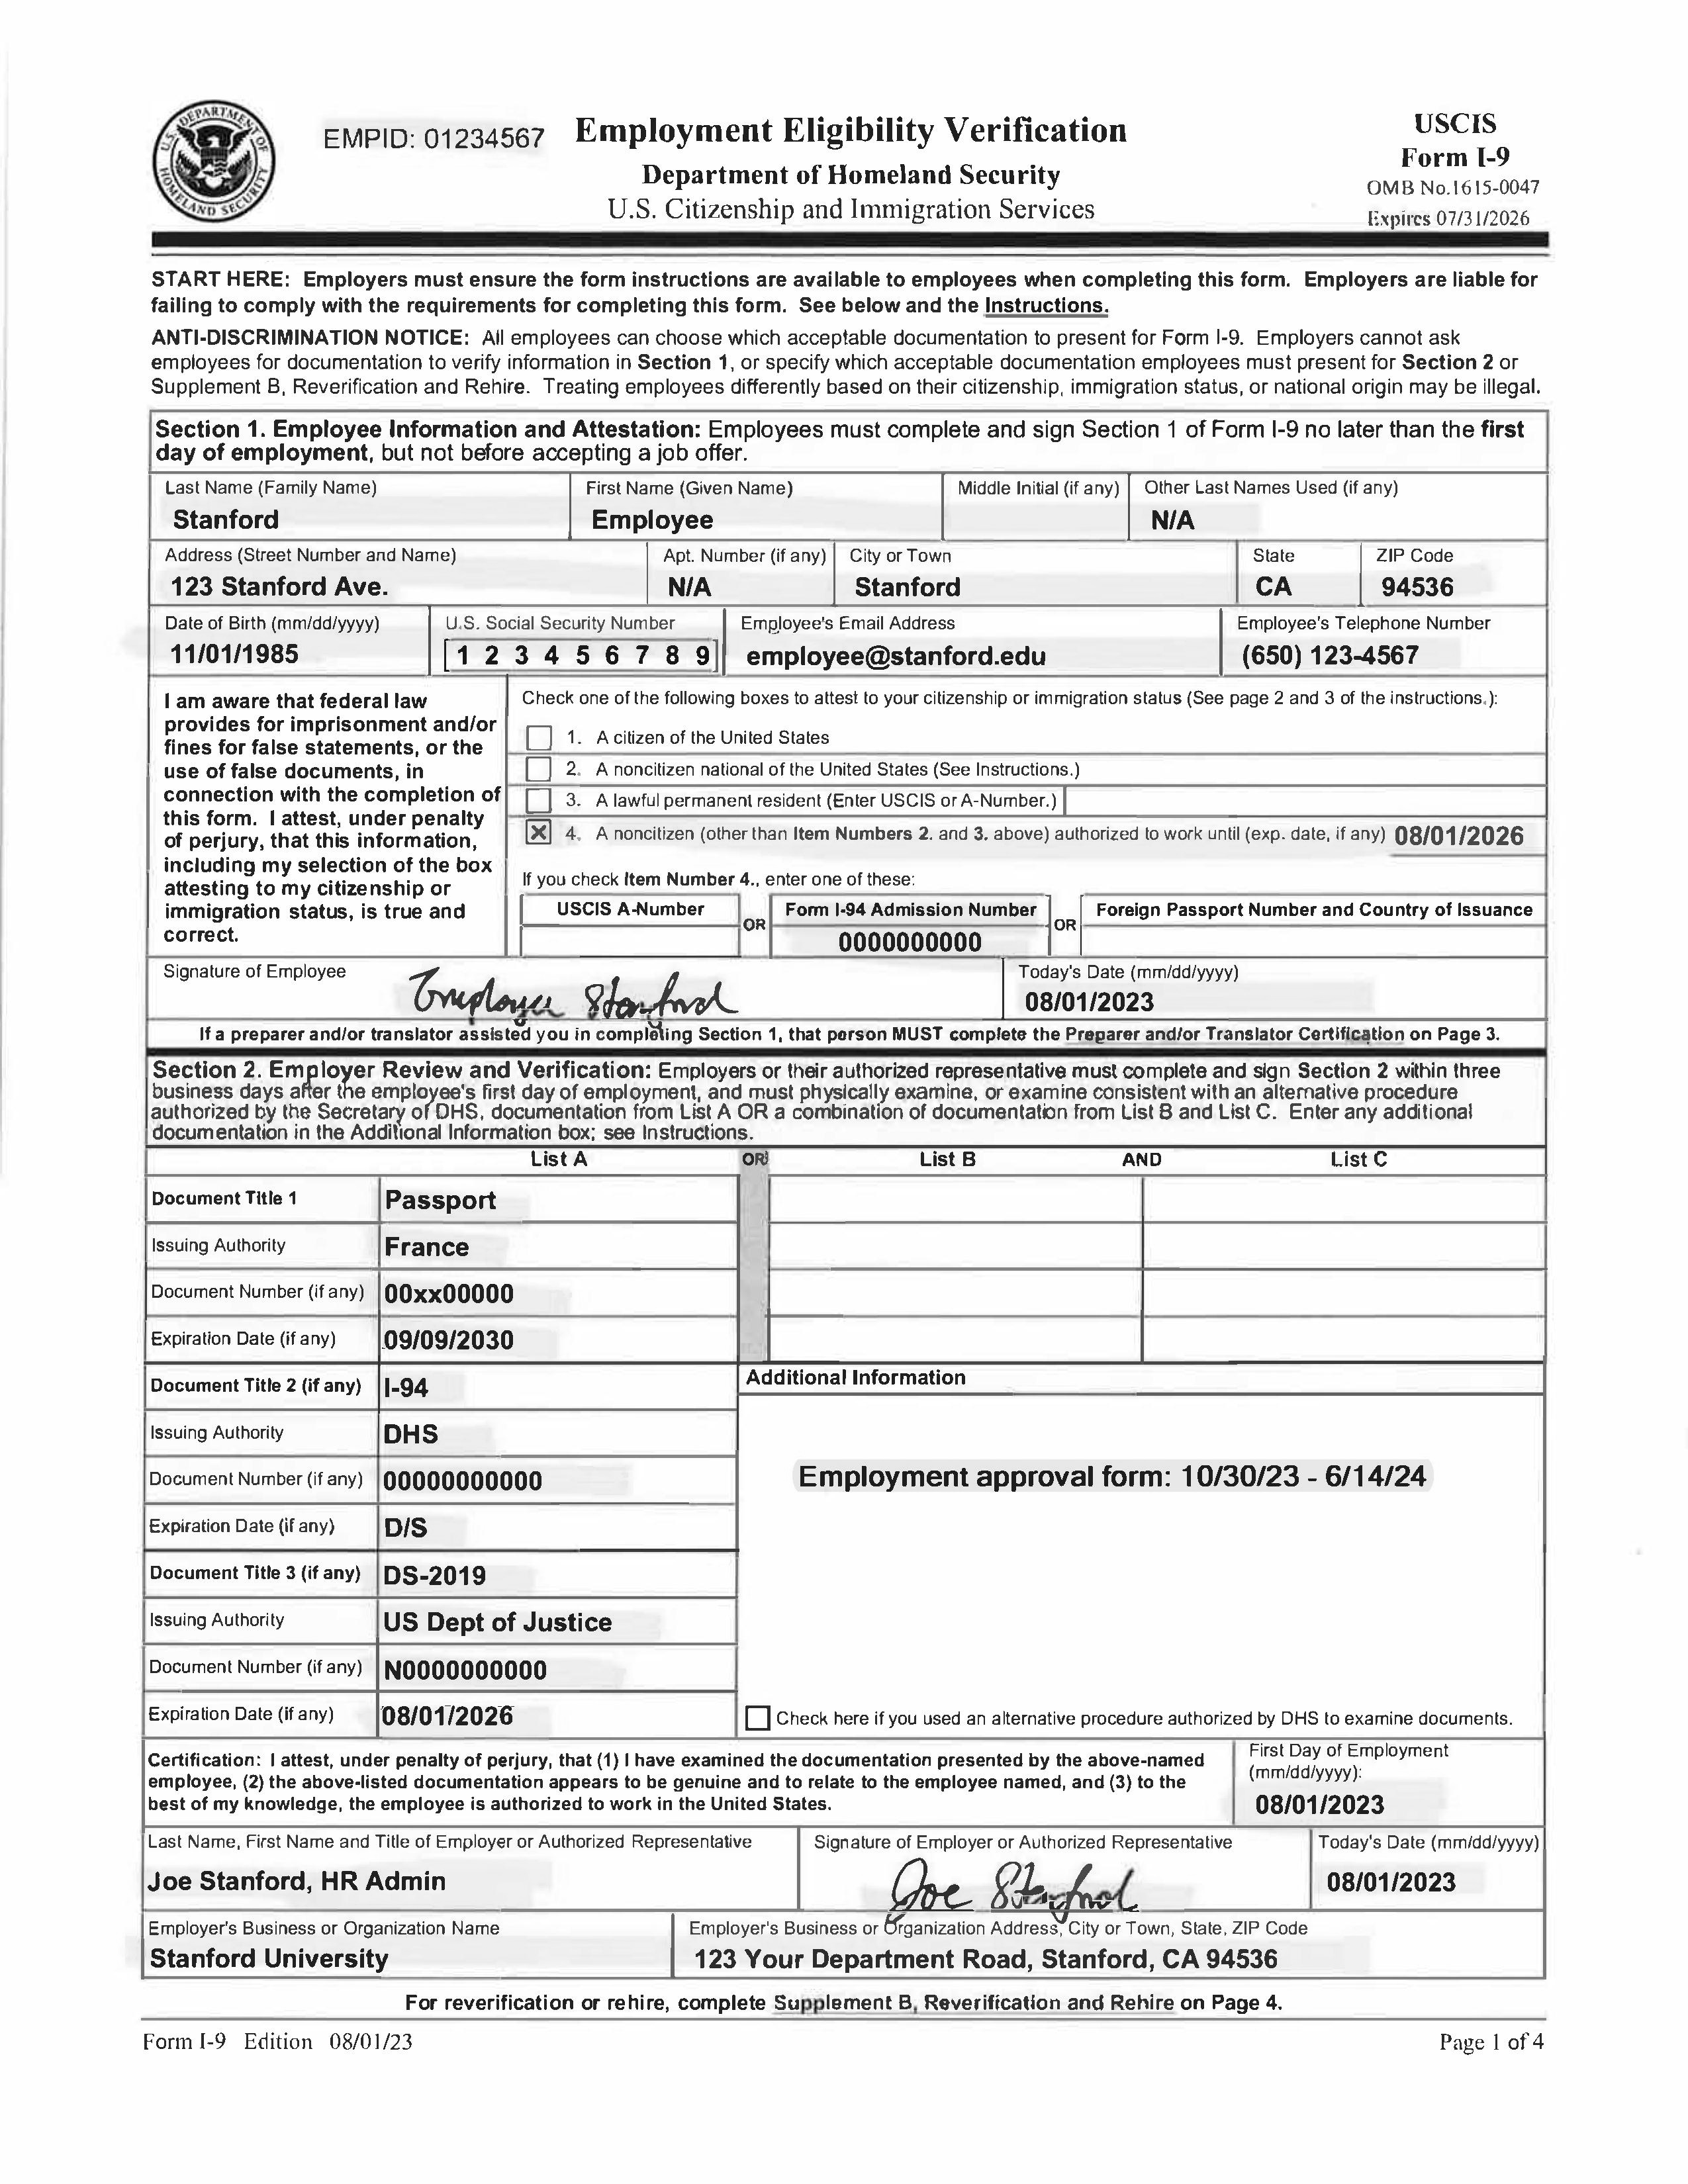 U.S. DEPARTMENT OF HOMELAND SECURITY
EMPID: 01234567
Employment Eligibility Verification
Department of Homeland Security
U.S. Citizenship and Immigration Services
USCIS
Form I-9
OMB No.1615-0047
Expires 07/31/2026
START HERE: Employers must ensure the form instructions are available to employees when completing this form. Employers are liable for
failing to comply with the requirements for completing this form. See below and the Instructions.
ANTI-DISCRIMINATION NOTICE: All employees can choose which acceptable documentation to present for Form I-9. Employers cannot ask
employees for documentation to verify information in Section 1, or specify which acceptable documentation employees must present for Section 2 or
Supplement B, Reverification and Rehire. Treating employees differently based on their citizenship, immigration status, or national origin may be illegal.
Section 1. Employee Information and Attestation: Employees must complete and sign Section 1 of Form I-9 no later than the first
day of employment, but not before accepting a job offer.
Last Name (Family Name) First Name (Given Name) Middle Initial (if any) Other Last Names Used (if any)
Stanford Employee N/A
Address (Street Number and Name) Apt. Number (if any) City or Town State ZIP Code
123 Stanford Ave. N/A Stanford CA 94536
Date of Birth (mm/dd/yyyy) U.S. Social Security Number Employee's Email Address Employee's Telephone Number
11/01/1985 1 2 3 4 5 6 7 8 9 employee@stanford.edu (650) 123-4567
I am aware that federal law
provides for imprisonment and/or
fines for false statements, or the
use of false documents, in
connection with the completion of
this form. I attest, under penalty
of perjury, that this information,
including my selection of the box
attesting to my citizenship or
immigration status, is true and
correct.
Check one of the following boxes to attest to your citizenship or immigration status (See page 2 and 3 of the instructions.):
1. A citizen of the United States
2. A noncitizen national of the United States (See Instructions.)
3. A lawful permanent resident (Enter USCIS or A-Number.)
X 4. A noncitizen (other than Item Numbers 2. and 3. above) authorized to work until (exp. date, if any) 08/01/2026
If you check Item Number 4., enter one of these:
USCIS A-Number OR Form I-94 Admission Number OR Foreign Passport Number and Country of Issuance
0000000000
Signature of Employee Today's Date (mm/dd/yyyy)
Employee Stanford 08/01/2023
If a preparer and/or translator assisted you in completing Section 1, that person MUST complete the Preparer and/or Translator Certification on Page 3.
Section 2. Employer Review and Verification: Employers or their authorized representative must complete and sign Section 2 within three
business days after the employee's first day of employment, and must physically examine, or examine consistent with an alternative procedure
authorized by the Secretary of DHS, documentation from List A OR a combination of documentation from List B and List C. Enter any additional
documentation in the Additional Information box; see Instructions.
List A OR List B AND List C
Document Title 1 Passport
Issuing Authority France
Document Number (if any) 00xx00000
Expiration Date (if any) 09/09/2030
Document Title 2 (if any) I-94
Additional Information
Issuing Authority DHS
Document Number (if any) 00000000000
Employment approval form: 10/30/23 - 6/14/24
Expiration Date (if any) D/S
Document Title 3 (if any) DS-2019
Issuing Authority US Dept of Justice
Document Number (if any) N0000000000
Expiration Date (if any) 08/01/2026
Check here if you used an alternative procedure authorized by DHS to examine documents.
Certification: I attest, under penalty of perjury, that (1) I have examined the documentation presented by the above-named
employee, (2) the above-listed documentation appears to be genuine and to relate to the employee named, and (3) to the
best of my knowledge, the employee is authorized to work in the United States.
First Day of Employment
(mm/dd/yyyy):
08/01/2023
Last Name, First Name and Title of Employer or Authorized Representative Signature of Employer or Authorized Representative Today's Date (mm/dd/yyyy)
Joe Stanford, HR Admin Joe Stanford 08/01/2023
Employer's Business or Organization Name Employer's Business or Organization Address, City or Town, State, ZIP Code
Stanford University 123 Your Department Road, Stanford, CA 94536
For reverification or rehire, complete Supplement B, Reverification and Rehire on Page 4.
Form I-9 Edition 08/01/23 Page 1 of 4